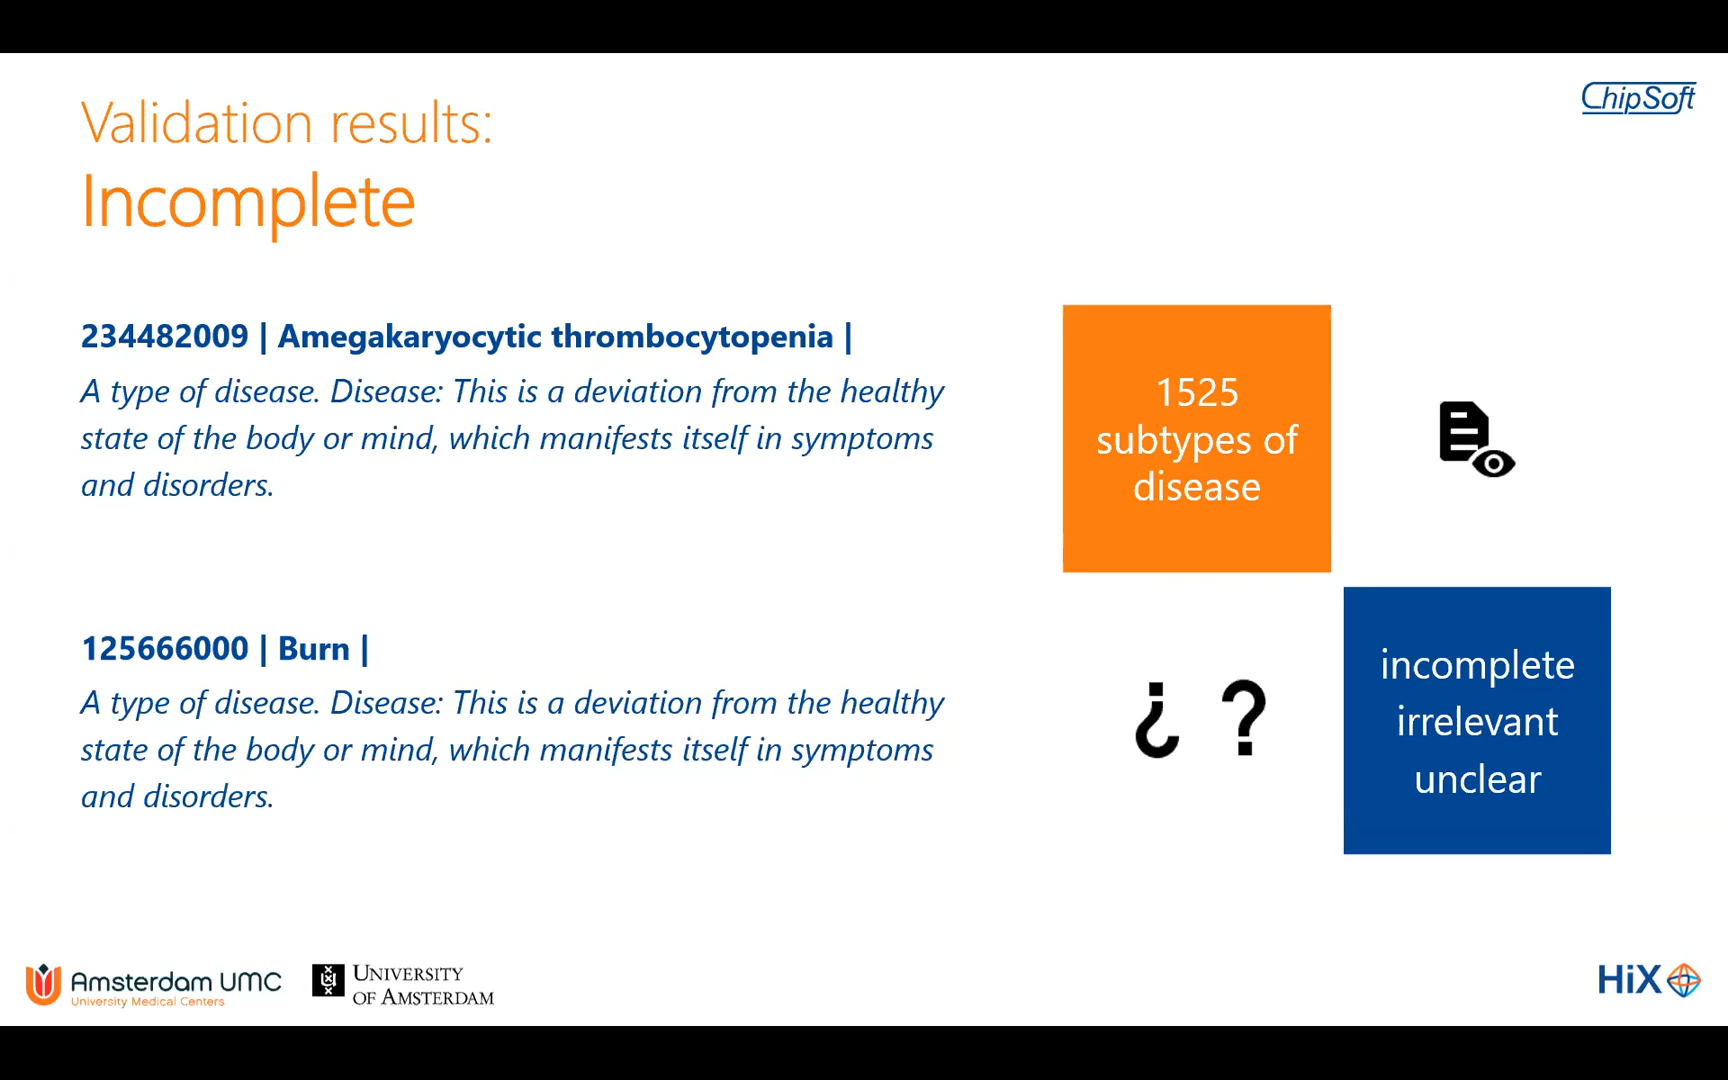 ChipSoft
Validation results:
Incomplete
234482009 | Amegakaryocytic thrombocytopenia |
A type of disease. Disease: This is a deviation from the healthy
state of the body or mind, which manifests itself in symptoms
and disorders.
1525
subtypes of
disease
125666000 | Burn |
A type of disease. Disease: This is a deviation from the healthy
state of the body or mind, which manifests itself in symptoms
and disorders.
¿ ?
incomplete
irrelevant
unclear
Amsterdam UMC
University Medical Centers
UNIVERSITY
OF AMSTERDAM
HiX